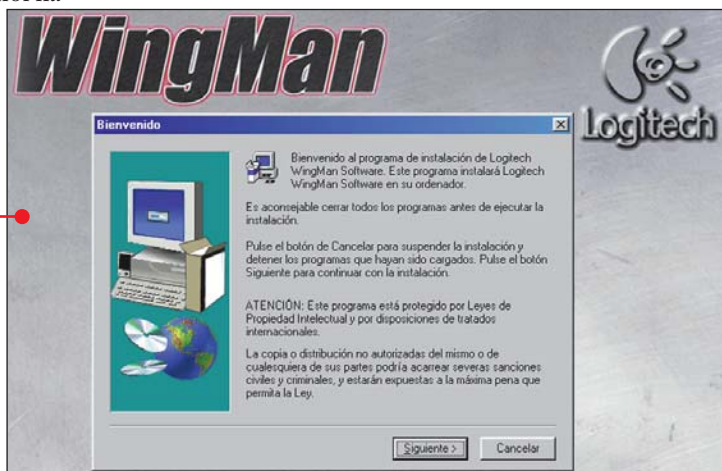 WingMan
Logitech
Bienvenido
Bienvenido al programa de instalación de Logitech
WingMan Software. Este programa instalará Logitech
WingMan Software en su ordenador.
Es aconsejable cerrar todos los programas antes de ejecutar la
instalación.
Pulse el botón de Cancelar para suspender la instalación y
detener los programas que hayan sido cargados. Pulse el botón
Siguiente para continuar con la instalación.
ATENCIÓN: Este programa está protegido por Leyes de
Propiedad Intelectual y por disposiciones de tratados
internacionales.
La copia o distribución no autorizadas del mismo o de
cualesquiera de sus partes podría acarrear severas sanciones
civiles y criminales, y estarán expuestas a la máxima pena que
permita la Ley.
Siguiente >
Cancelar